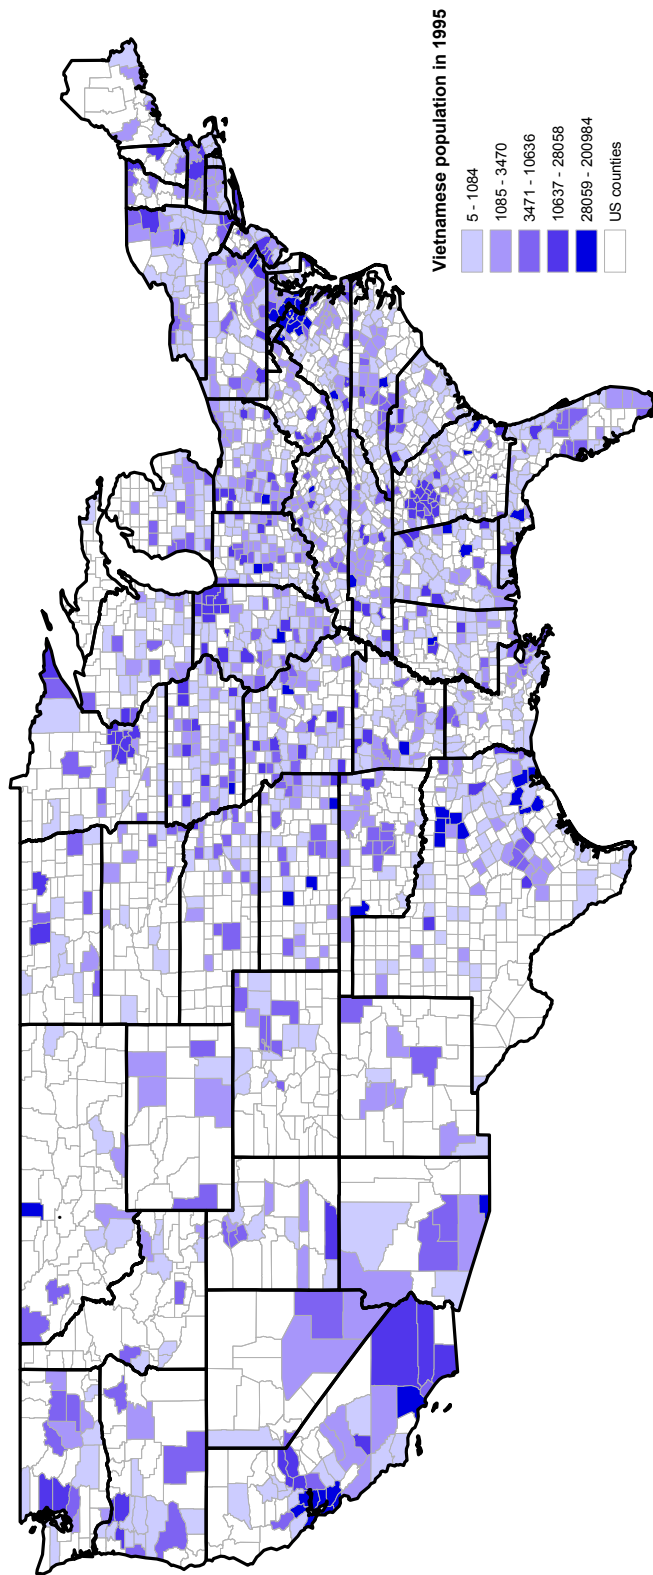 Vietnamese population in 1995
5 - 1084
1085 - 3470
3471 - 10636
10637 - 28058
28059 - 200984
US counties